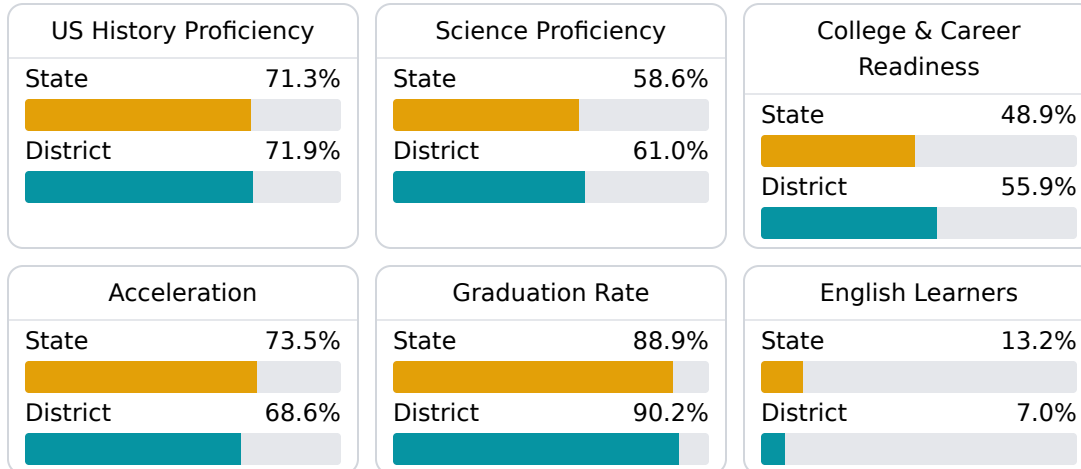 US History Proficiency
State 71.3%
District 71.9%
Science Proficiency
State 58.6%
District 61.0%
College & Career
Readiness
State 48.9%
District 55.9%
Acceleration
State 73.5%
District 68.6%
Graduation Rate
State 88.9%
District 90.2%
English Learners
State 13.2%
District 7.0%